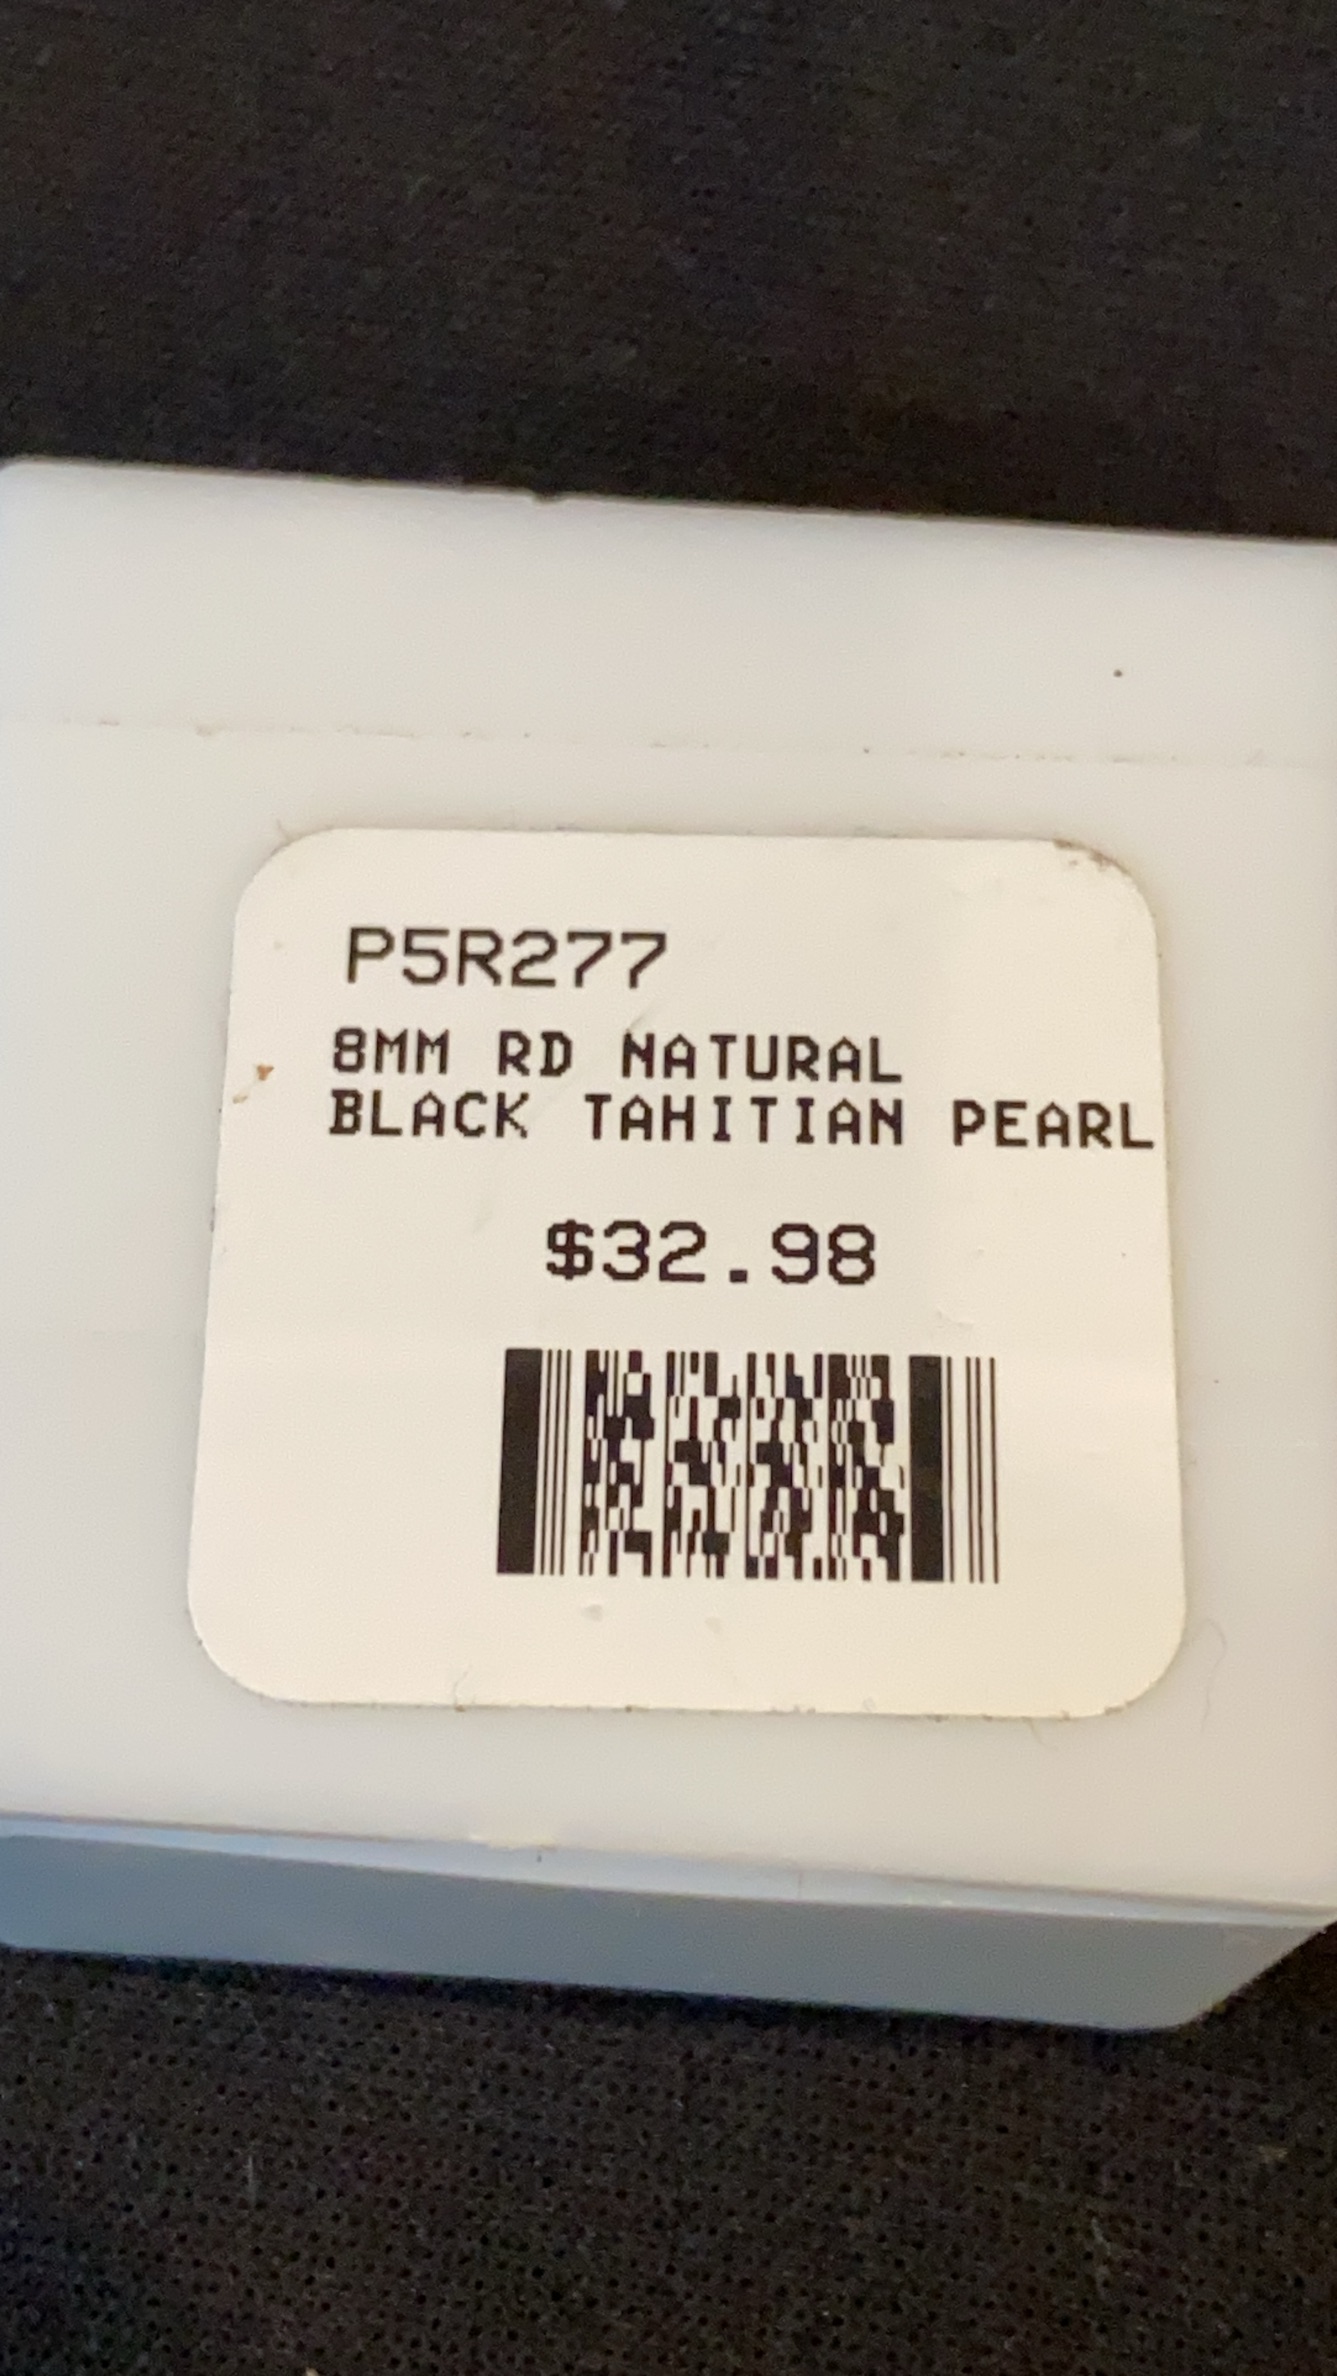 P5R277
8MM RD NATURAL
BLACK TAHITIAN PEARL
$32.98